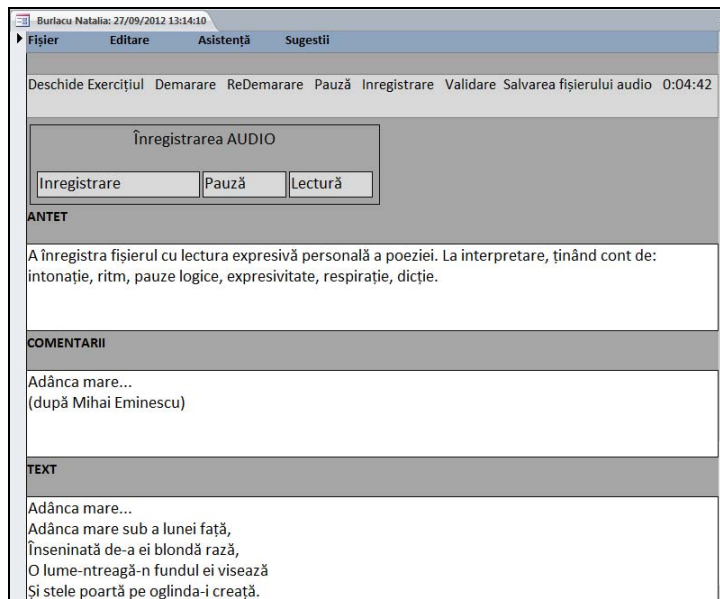 Burlacu Natalia: 27/09/2012 13:14:10
Fișier Editare Asistență Sugestii
Deschide Exercițiul Demarare ReDemarare Pauză Inregistrare Validare Salvarea fișierului audio 0:04:42
Înregistrarea AUDIO
Inregistrare Pauză Lectură
ANTET
A înregistra fișierul cu lectura expresivă personală a poeziei. La interpretare, ținând cont de:
intonație, ritm, pauze logice, expresivitate, respirație, dicție.
COMENTARII
Adânca mare...
(după Mihai Eminescu)
TEXT
Adânca mare...
Adânca mare sub a lunei față,
Înseninată de-a ei blondă rază,
O lume-ntreagă-n fundul ei visează
Și stele poartă pe oglinda-i creață.